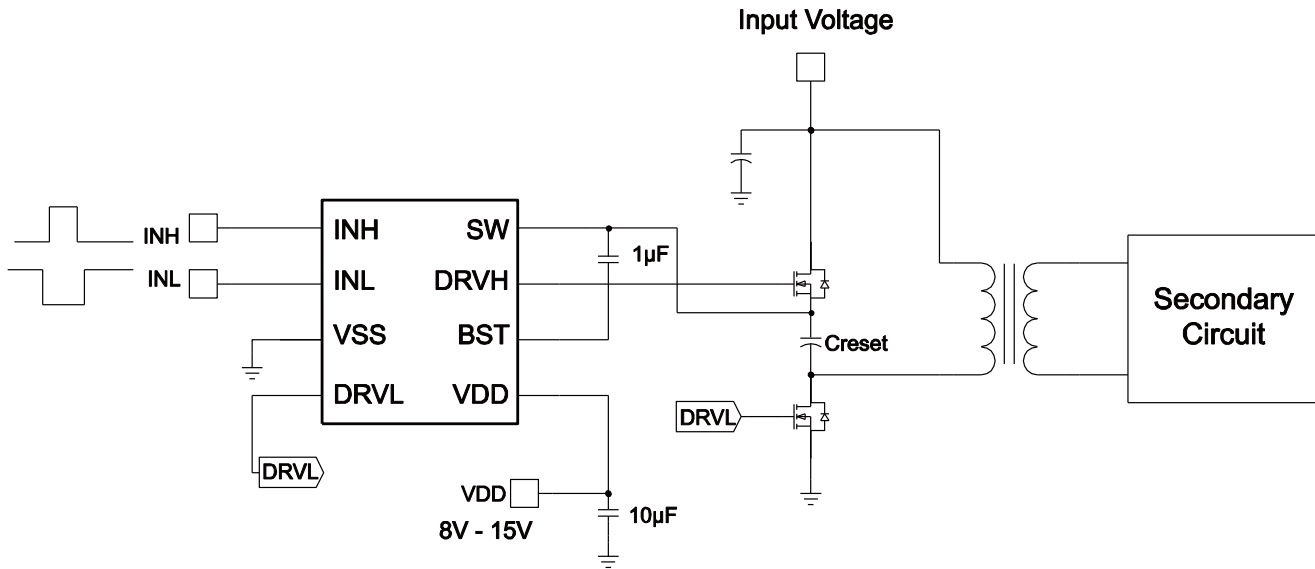 Input Voltage
INH
INL
INH
INL
VSS
DRVL
SW
DRVH
BST
VDD
1µF
Creset
DRVL
DRVL
VDD
8V - 15V
10µF
Secondary
Circuit